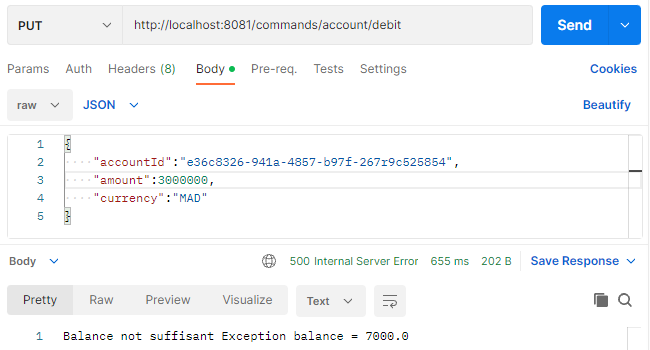 PUT http://localhost:8081/commands/account/debit Send
Params Auth Headers (8) Body Pre-req. Tests Settings Cookies
raw JSON Beautify
1 {
2 "accountId":"e36c8326-941a-4857-b97f-267r9c525854",
3 "amount":3000000,
4 "currency":"MAD"
5 }
Body 500 Internal Server Error 655 ms 202 B Save Response
Pretty Raw Preview Visualize Text
1 Balance not suffisant Exception balance = 7000.0